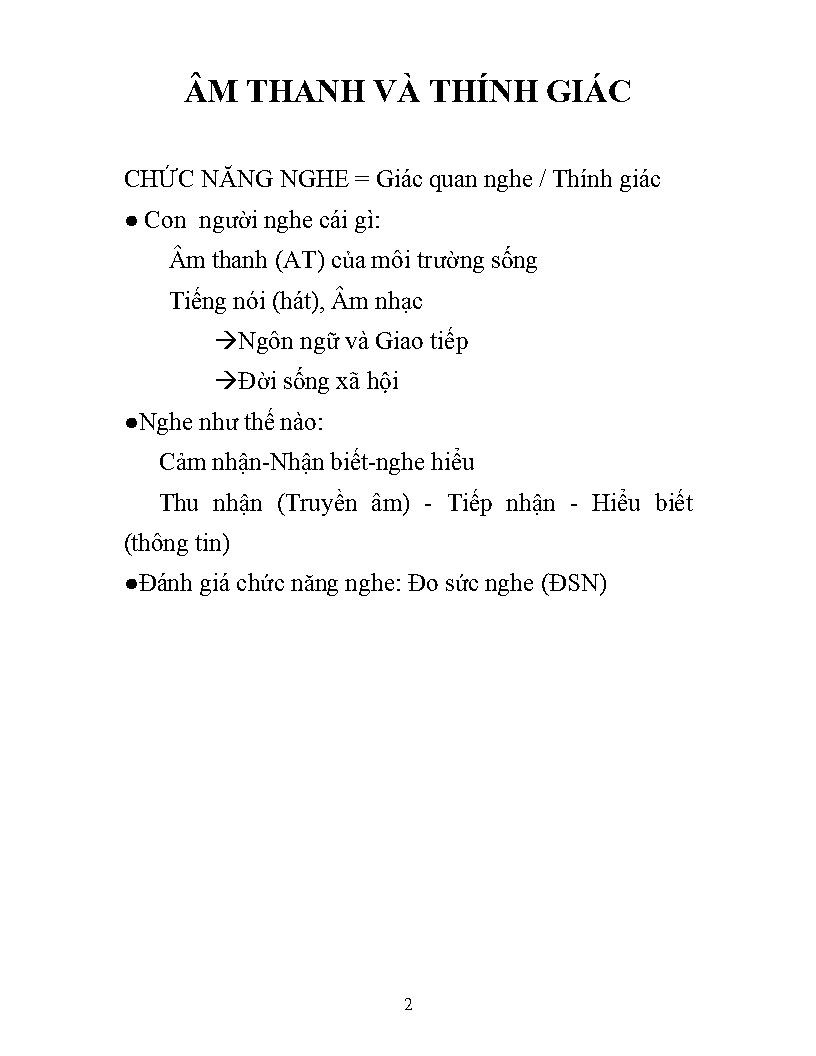 ÂM THANH VÀ THÍNH GIÁC
CHỨC NĂNG NGHE = Giác quan nghe / Thính giác
● Con  người nghe cái gì:
Âm thanh (AT) của môi trường sống
Tiếng nói (hát), Âm nhạc
→Ngôn ngữ và Giao tiếp
→Đời sống xã hội
●Nghe như thế nào:
Cảm nhận-Nhận biết-nghe hiểu
Thu nhận (Truyền âm) - Tiếp nhận - Hiểu biết
(thông tin)
●Đánh giá chức năng nghe: Đo sức nghe (ĐSN)
2